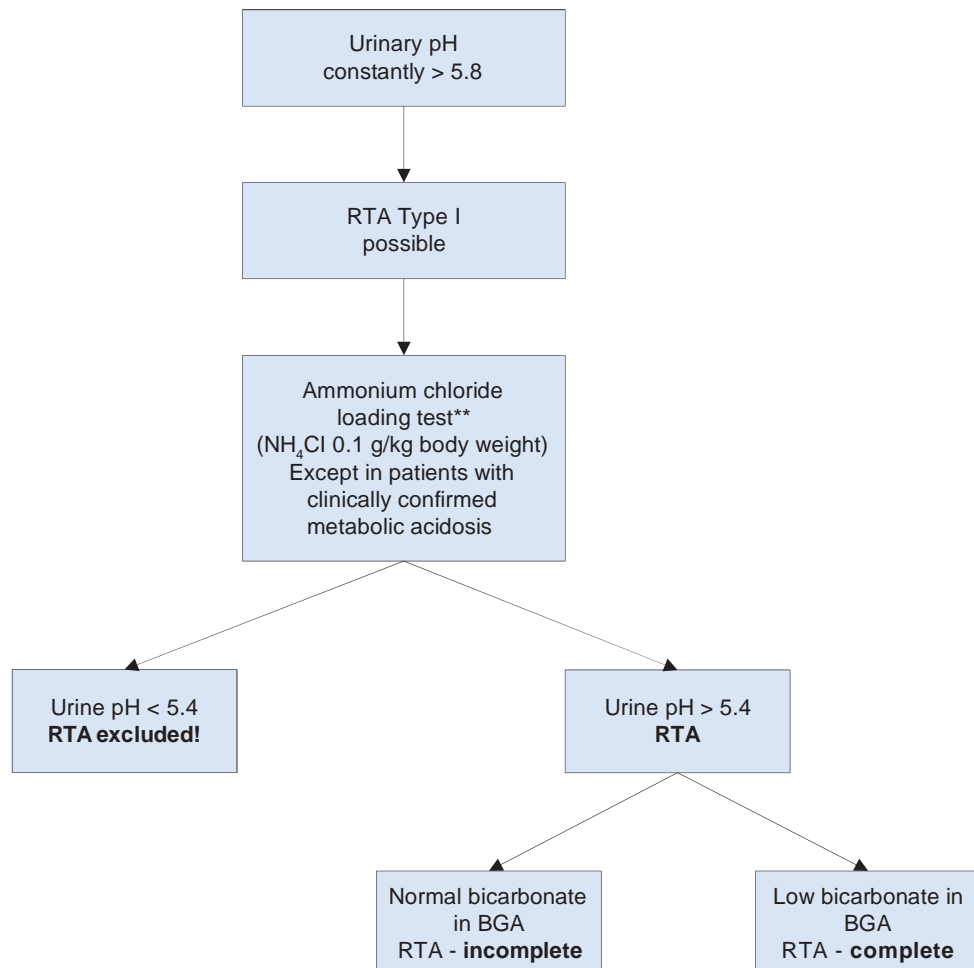 Urinary pH
constantly > 5.8
RTA Type I
possible
Ammonium chloride
loading test**
(NH₄Cl 0.1 g/kg body weight)
Except in patients with
clinically confirmed
metabolic acidosis
Urine pH < 5.4
RTA excluded!
Urine pH > 5.4
RTA
Normal bicarbonate
in BGA
RTA - incomplete
Low bicarbonate in
BGA
RTA - complete